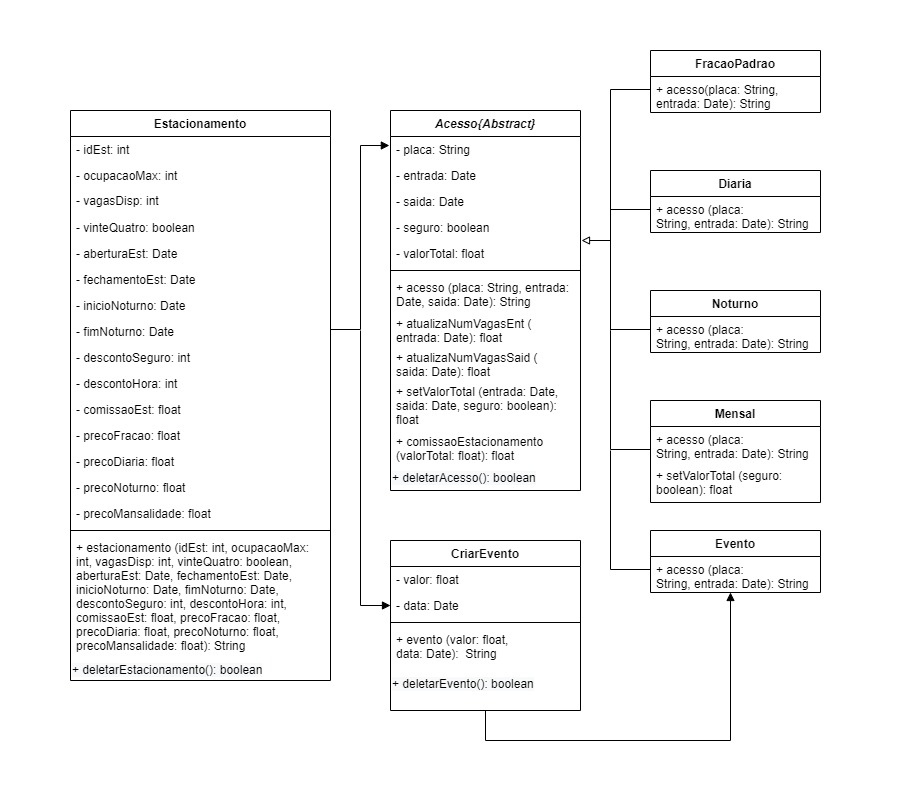 Estacionamento
- idEst: int
- ocupacaoMax: int
- vagasDisp: int
- vinteQuatro: boolean
- aberturaEst: Date
- fechamentoEst: Date
- inicioNoturno: Date
- fimNoturno: Date
- descontoSeguro: int
- descontoHora: int
- comissaoEst: float
- precoFracao: float
- precoDiaria: float
- precoNoturno: float
- precoMansalidade: float
+ estacionamento (idEst: int, ocupacaoMax:
int, vagasDisp: int, vinteQuatro: boolean,
aberturaEst: Date, fechamentoEst: Date,
inicioNoturno: Date, fimNoturno: Date,
descontoSeguro: int, descontoHora: int,
comissaoEst: float, precoFracao: float,
precoDiaria: float, precoNoturno: float,
precoMansalidade: float): String
+ deletarEstacionamento(): boolean
Acesso{Abstract}
- placa: String
- entrada: Date
- saida: Date
- seguro: boolean
- valorTotal: float
+ acesso (placa: String, entrada:
Date, saida: Date): String
+ atualizaNumVagasEnt (
entrada: Date): float
+ atualizaNumVagasSaid (
saida: Date): float
+ setValorTotal (entrada: Date,
saida: Date, seguro: boolean):
float
+ comissaoEstacionamento
(valorTotal: float): float
+ deletarAcesso(): boolean
CriarEvento
- valor: float
- data: Date
+ evento (valor: float,
data: Date): String
+ deletarEvento(): boolean
FracaoPadrao
+ acesso(placa: String,
entrada: Date): String
Diaria
+ acesso (placa:
String, entrada: Date): String
Noturno
+ acesso (placa:
String, entrada: Date): String
Mensal
+ acesso (placa:
String, entrada: Date): String
+ setValorTotal (seguro:
boolean): float
Evento
+ acesso (placa:
String, entrada: Date): String